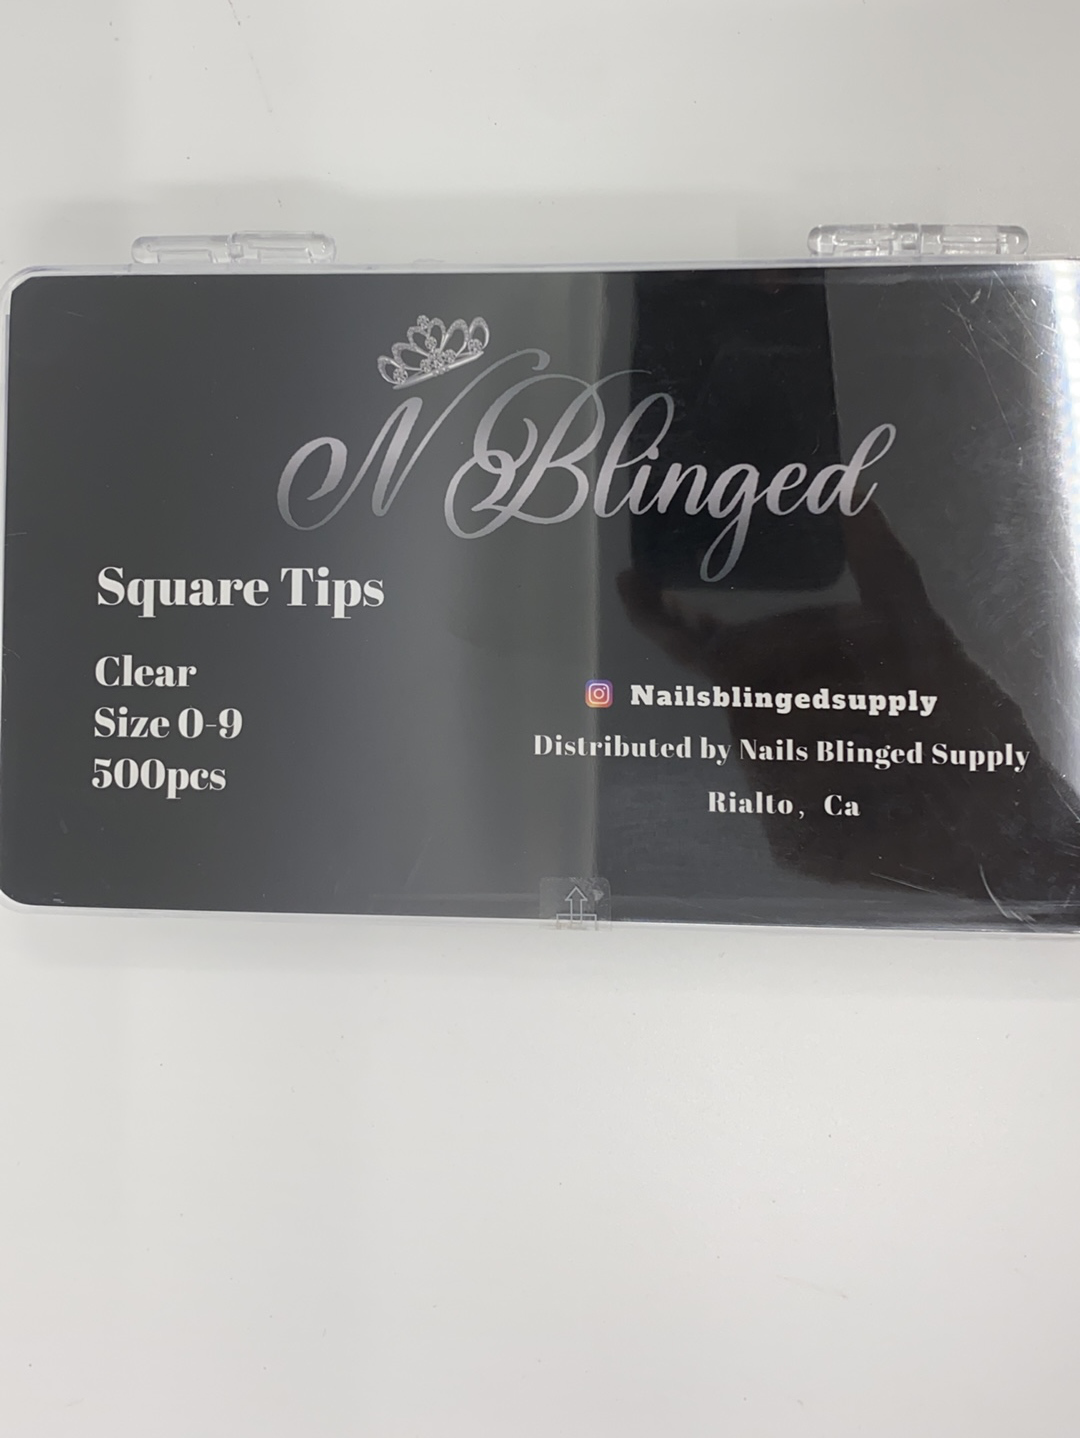 N Blinged
Square Tips
Clear
Size 0-9
500pcs
Nailsblingedsupply
Distributed by Nails Blinged Supply
Rialto, Ca